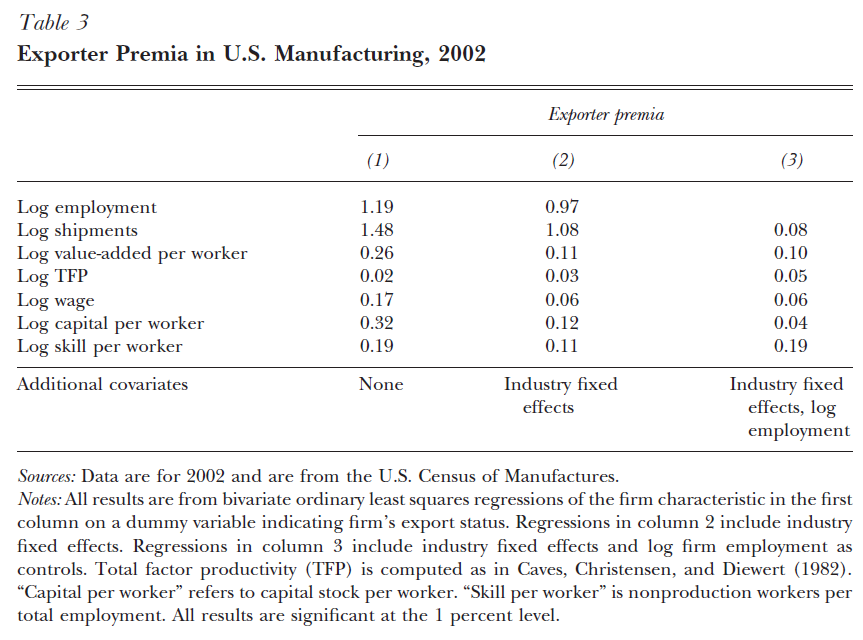 Table 3
Exporter Premia in U.S. Manufacturing, 2002
Exporter premia
(1) (2) (3)
Log employment 1.19 0.97
Log shipments 1.48 1.08 0.08
Log value-added per worker 0.26 0.11 0.10
Log TFP 0.02 0.03 0.05
Log wage 0.17 0.06 0.06
Log capital per worker 0.32 0.12 0.04
Log skill per worker 0.19 0.11 0.19
Additional covariates None Industry fixed Industry fixed
effects effects, log
employment
Sources: Data are for 2002 and are from the U.S. Census of Manufactures.
Notes: All results are from bivariate ordinary least squares regressions of the firm characteristic in the first
column on a dummy variable indicating firm's export status. Regressions in column 2 include industry
fixed effects. Regressions in column 3 include industry fixed effects and log firm employment as
controls. Total factor productivity (TFP) is computed as in Caves, Christensen, and Diewert (1982).
“Capital per worker” refers to capital stock per worker. “Skill per worker” is nonproduction workers per
total employment. All results are significant at the 1 percent level.